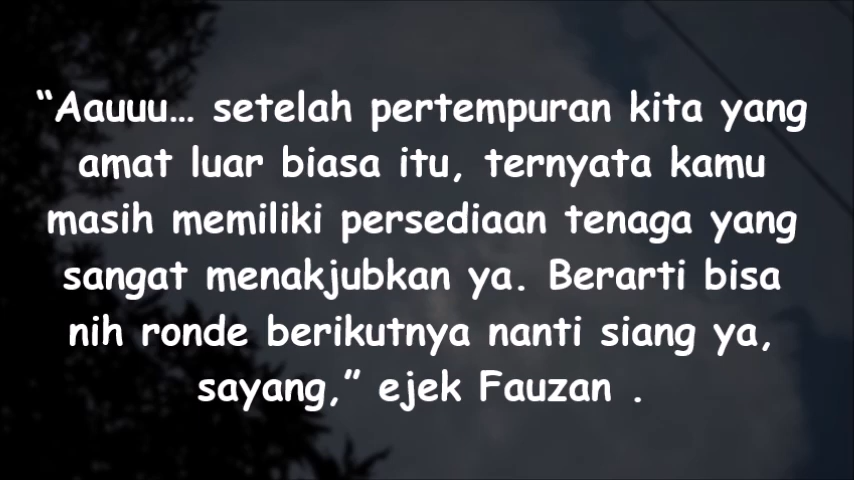 “Aauuu… setelah pertempuran kita yang
amat luar biasa itu, ternyata kamu
masih memiliki persediaan tenaga yang
sangat menakjubkan ya. Berarti bisa
nih ronde berikutnya nanti siang ya,
sayang,” ejek Fauzan .